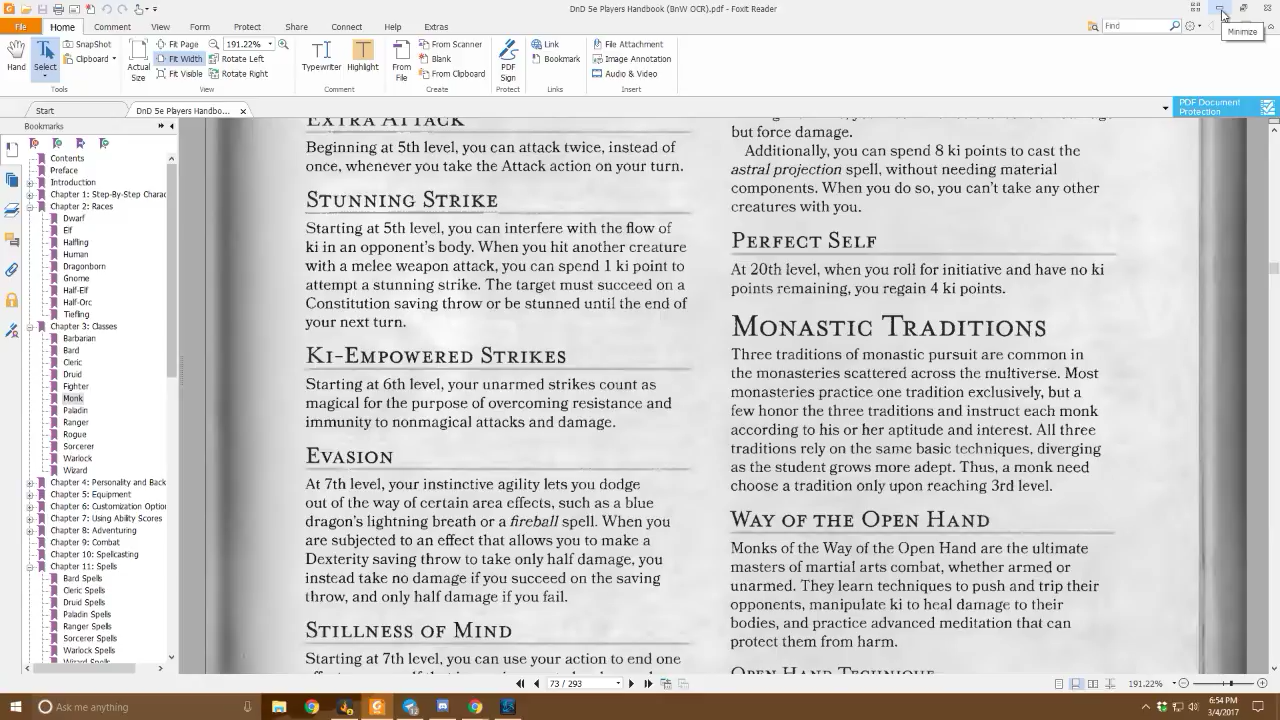 DnD 5e Players Handbook (BnW OCR).pdf - Foxit Reader
Minimize
File
Home
Comment
View
Form
Protect
Share
Connect
Help
Extras
Find
Hand
Select
SnapShot
Clipboard
Actual Size
Fit Page
Fit Width
Fit Visible
191.22%
Rotate Left
Rotate Right
Typewriter
Highlight
From File
From Scanner
Blank
From Clipboard
PDF Sign
Link
Bookmark
File Attachment
Image Annotation
Audio & Video
Tools
View
Comment
Create
Protect
Links
Insert
Start
DnD 5e Players Handbo...
PDF Document
Protection
Bookmarks
Contents
Preface
Introduction
Chapter 1: Step-By-Step Charac
Chapter 2: Races
Dwarf
Elf
Halfling
Human
Dragonborn
Gnome
Half-Elf
Half-Orc
Tiefling
Chapter 3: Classes
Barbarian
Bard
Cleric
Druid
Fighter
Monk
Paladin
Ranger
Rogue
Sorcerer
Warlock
Wizard
Chapter 4: Personality and Back
Chapter 5: Equipment
Chapter 6: Customization Option
Chapter 7: Using Ability Scores
Chapter 8: Adventuring
Chapter 9: Combat
Chapter 10: Spellcasting
Chapter 11: Spells
Bard Spells
Cleric Spells
Druid Spells
Paladin Spells
Ranger Spells
Sorcerer Spells
Warlock Spells
Wizard Spells
Extra Attack
Beginning at 5th level, you can attack twice, instead of
once, whenever you take the Attack action on your turn.
Stunning Strike
Starting at 5th level, you can interfere with the flow of
ki in an opponent's body. When you hit another creature
with a melee weapon attack, you can spend 1 ki point to
attempt a stunning strike. The target must succeed on a
Constitution saving throw or be stunned until the end of
your next turn.
Ki-Empowered Strikes
Starting at 6th level, your unarmed strikes count as
magical for the purpose of overcoming resistance and
immunity to nonmagical attacks and damage.
Evasion
At 7th level, your instinctive agility lets you dodge
out of the way of certain area effects, such as a blue
dragon's lightning breath or a fireball spell. When you
are subjected to an effect that allows you to make a
Dexterity saving throw to take only half damage, you
instead take no damage if you succeed on the saving
throw, and only half damage if you fail.
Stillness of Mind
Starting at 7th level, you can use your action to end one
but force damage.
Additionally, you can spend 8 ki points to cast the
astral projection spell, without needing material
components. When you do so, you can't take any other
creatures with you.
Perfect Self
At 20th level, when you roll for initiative and have no ki
points remaining, you regain 4 ki points.
Monastic Traditions
Three traditions of monastic pursuit are common in
the monasteries scattered across the multiverse. Most
monasteries practice one tradition exclusively, but a
few honor the three traditions and instruct each monk
according to his or her aptitude and interest. All three
traditions rely on the same basic techniques, diverging
as the student grows more adept. Thus, a monk need
choose a tradition only upon reaching 3rd level.
Way of the Open Hand
Monks of the Way of the Open Hand are the ultimate
masters of martial arts combat, whether armed or
unarmed. They learn techniques to push and trip their
opponents, manipulate ki to heal damage to their
bodies, and practice advanced meditation that can
protect them from harm.
Open Hand Technique
73 / 293
191.22%
Ask me anything
6:54 PM
3/4/2017